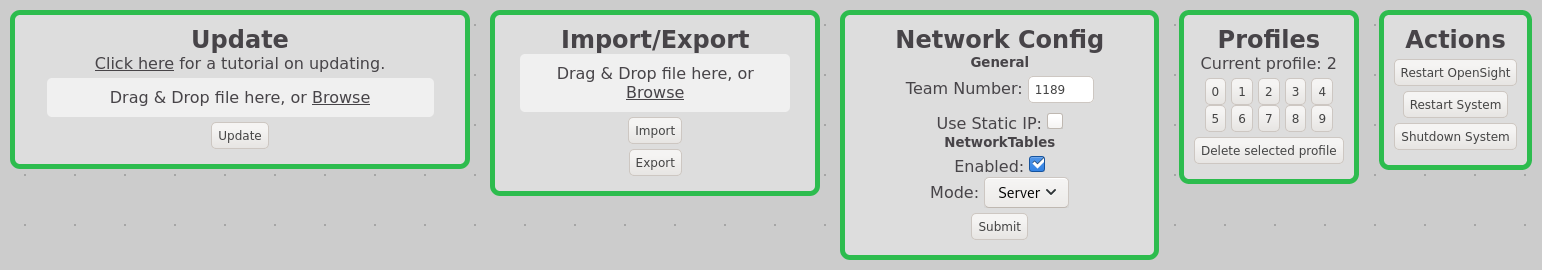 Update
Click here for a tutorial on updating.
Drag & Drop file here, or Browse
Update
Import/Export
Drag & Drop file here, or
Browse
Import
Export
Network Config
General
Team Number: 1189
Use Static IP:
NetworkTables
Enabled:
Mode: Server
Submit
Profiles
Current profile: 2
0 1 2 3 4
5 6 7 8 9
Delete selected profile
Actions
Restart OpenSight
Restart System
Shutdown System